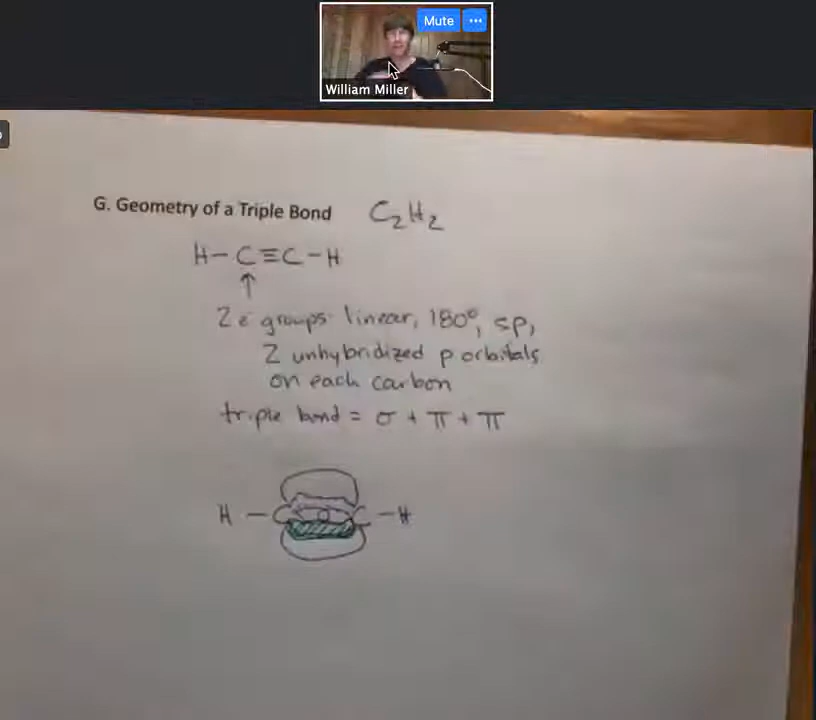 Mute
William Miller
G. Geometry of a Triple Bond C₂H₂
H-C≡C-H
↑
2 e⁻ groups: linear, 180°, sp,
2 unhybridized p orbitals
on each carbon
triple bond = σ + π + π
H - C C - H